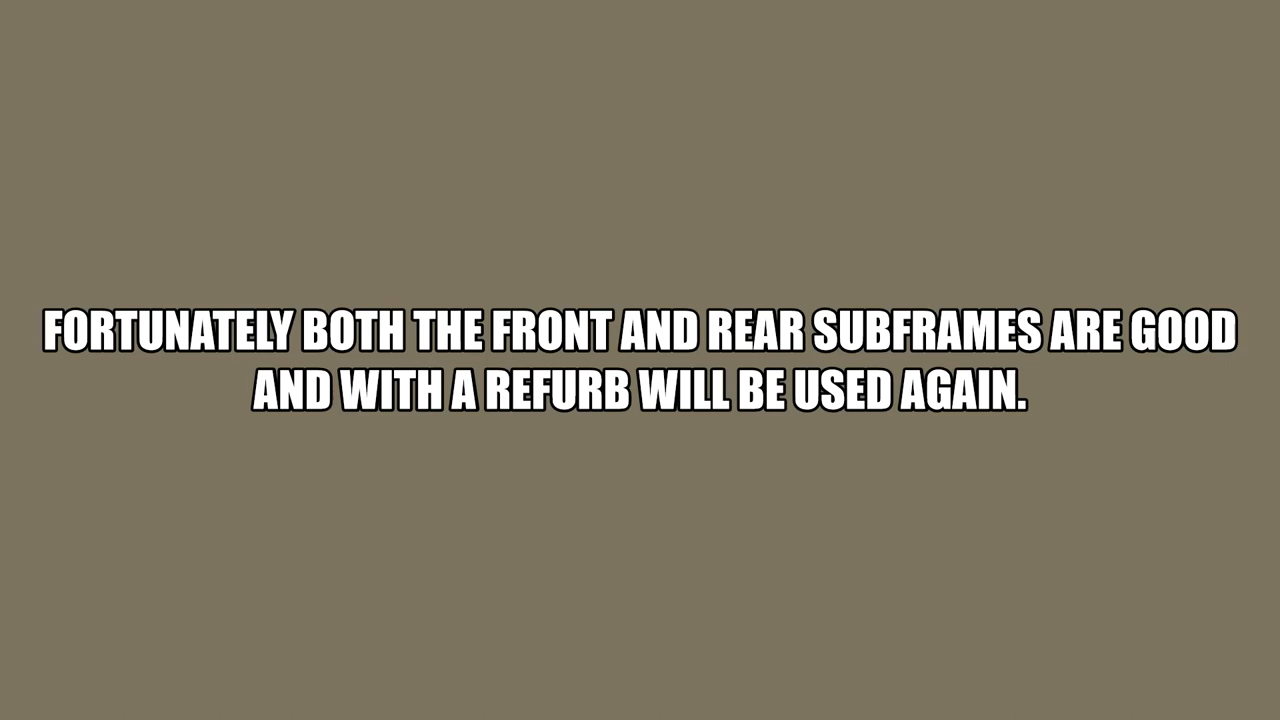 FORTUNATELY BOTH THE FRONT AND REAR SUBFRAMES ARE GOOD
AND WITH A REFURB WILL BE USED AGAIN.